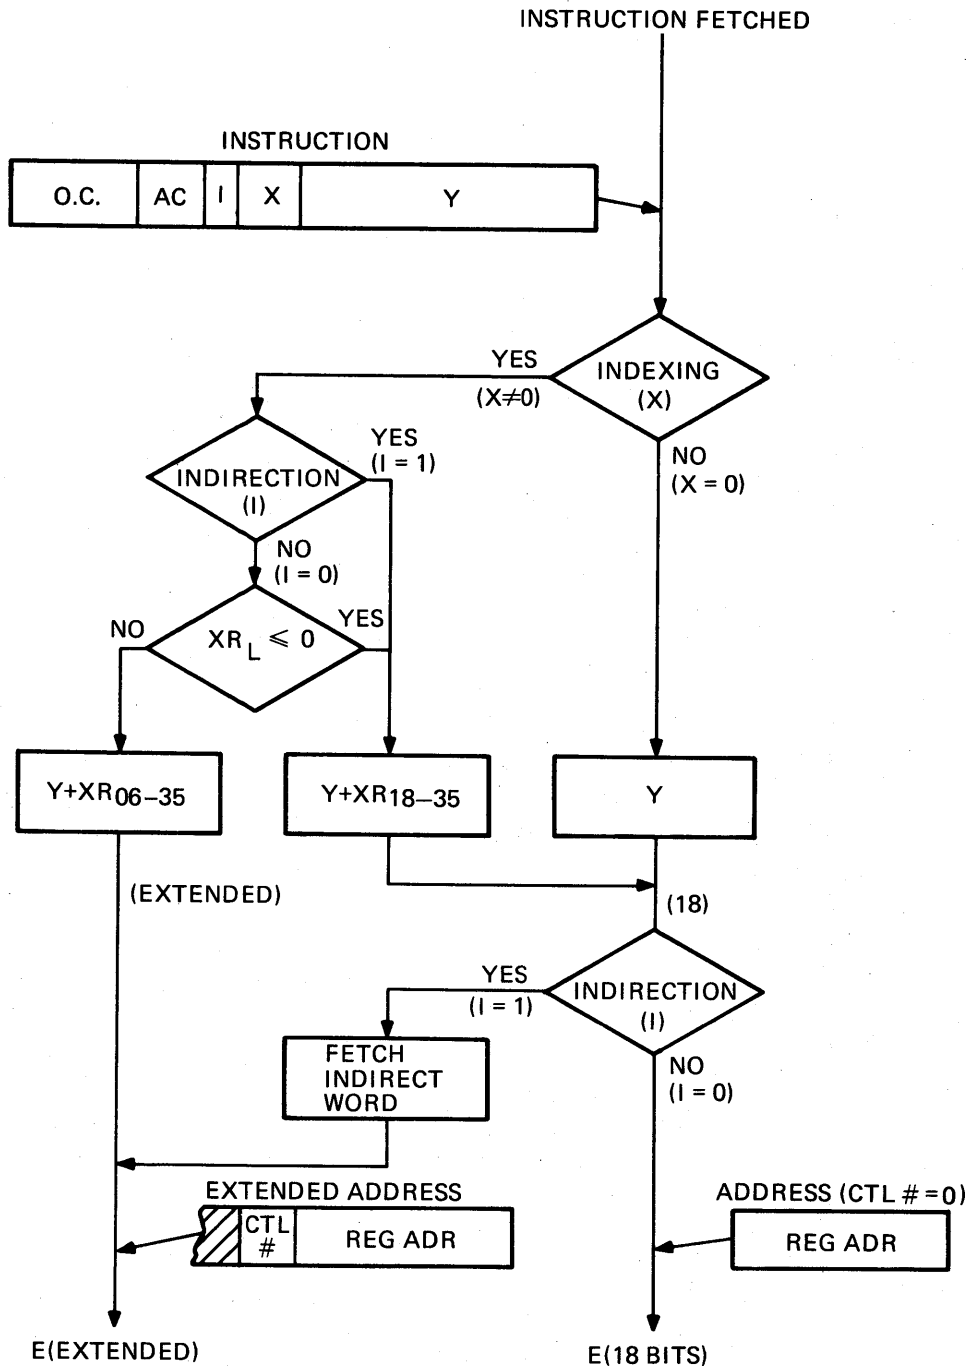 INSTRUCTION FETCHED
INSTRUCTION
O.C. AC I X Y
INDEXING
(X)
YES
(X≠0)
NO
(X = 0)
INDIRECTION
(I)
YES
(I = 1)
NO
(I = 0)
XRL ⩽ 0
NO
YES
Y+XR06–35
Y+XR18–35
Y
(EXTENDED)
(18)
INDIRECTION
(I)
YES
(I = 1)
NO
(I = 0)
FETCH
INDIRECT
WORD
EXTENDED ADDRESS
CTL
#
REG ADR
ADDRESS (CTL #=0)
REG ADR
E(EXTENDED)
E(18 BITS)